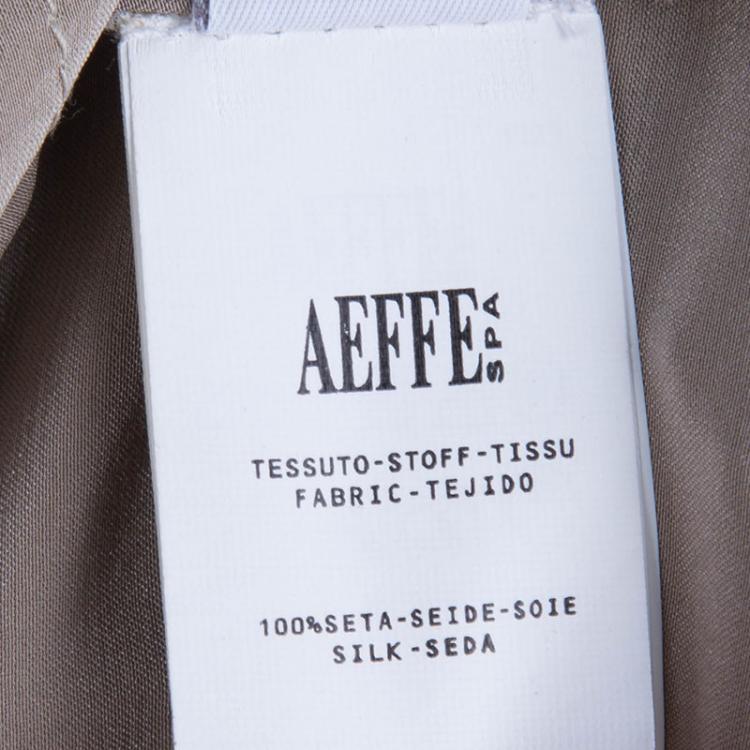 AEFFE SPA
TESSUTO-STOFF-TISSU
FABRIC-TEJIDO
100%SETA-SEIDE-SOIE
SILK-SEDA